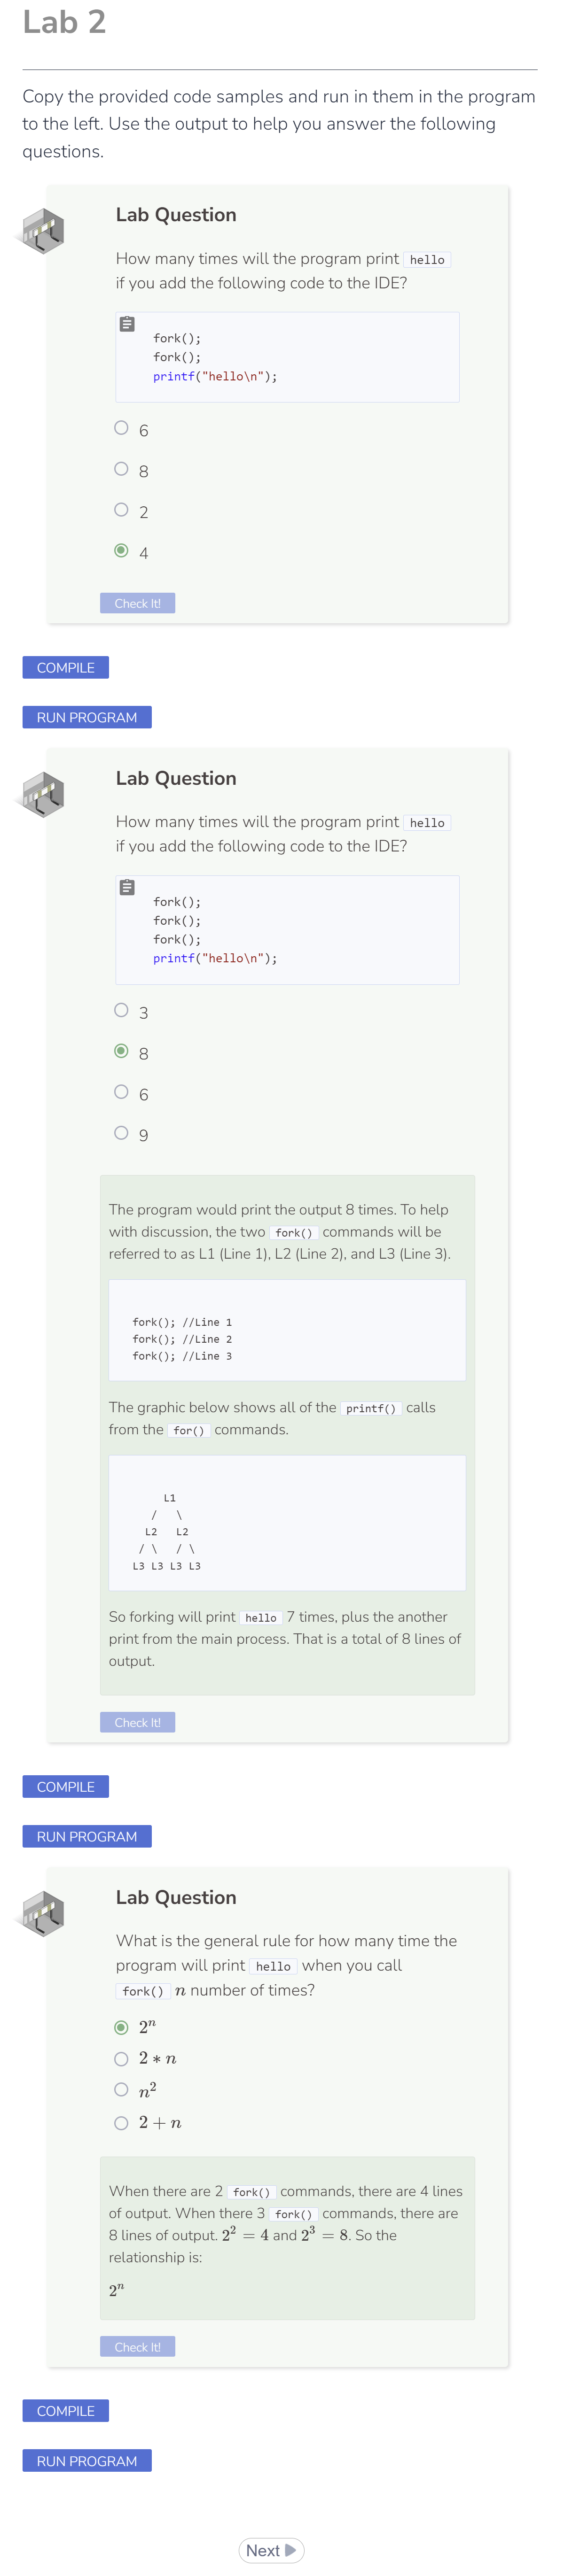 Lab 2
Copy the provided code samples and run in them in the program
to the left. Use the output to help you answer the following
questions.
Lab Question
How many times will the program print hello
if you add the following code to the IDE?
fork();
fork();
printf("hello\n");
6
8
2
4
Check It!
COMPILE
RUN PROGRAM
Lab Question
How many times will the program print hello
if you add the following code to the IDE?
fork();
fork();
fork();
printf("hello\n");
3
8
6
9
The program would print the output 8 times. To help
with discussion, the two fork() commands will be
referred to as L1 (Line 1), L2 (Line 2), and L3 (Line 3).
fork(); //Line 1
fork(); //Line 2
fork(); //Line 3
The graphic below shows all of the printf() calls
from the for() commands.
L1
/ \
L2 L2
/ \ / \
L3 L3 L3 L3
So forking will print hello 7 times, plus the another
print from the main process. That is a total of 8 lines of
output.
Check It!
COMPILE
RUN PROGRAM
Lab Question
What is the general rule for how many time the
program will print hello when you call
fork() n number of times?
2ⁿ
2 * n
n²
2 + n
When there are 2 fork() commands, there are 4 lines
of output. When there 3 fork() commands, there are
8 lines of output. 2² = 4 and 2³ = 8. So the
relationship is:
2ⁿ
Check It!
COMPILE
RUN PROGRAM
Next